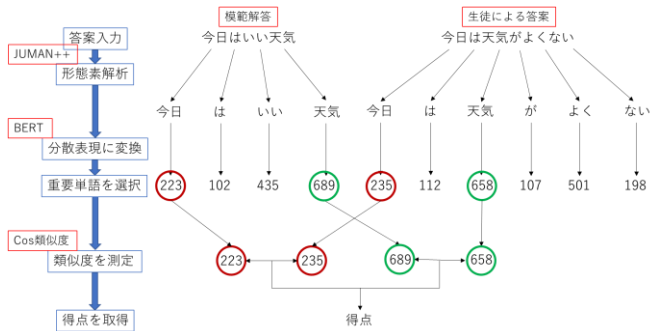 模範解答
生徒による答案
答案入力
今日はいい天気
今日は天気がよくない
JUMAN++
形態素解析
今日 は いい 天気 今日 は 天気 が よく ない
BERT
分散表現に変換
重要単語を選択
223 102 435 689 235 112 658 107 501 198
Cos類似度
類似度を測定
223 235 689 658
得点を取得
得点